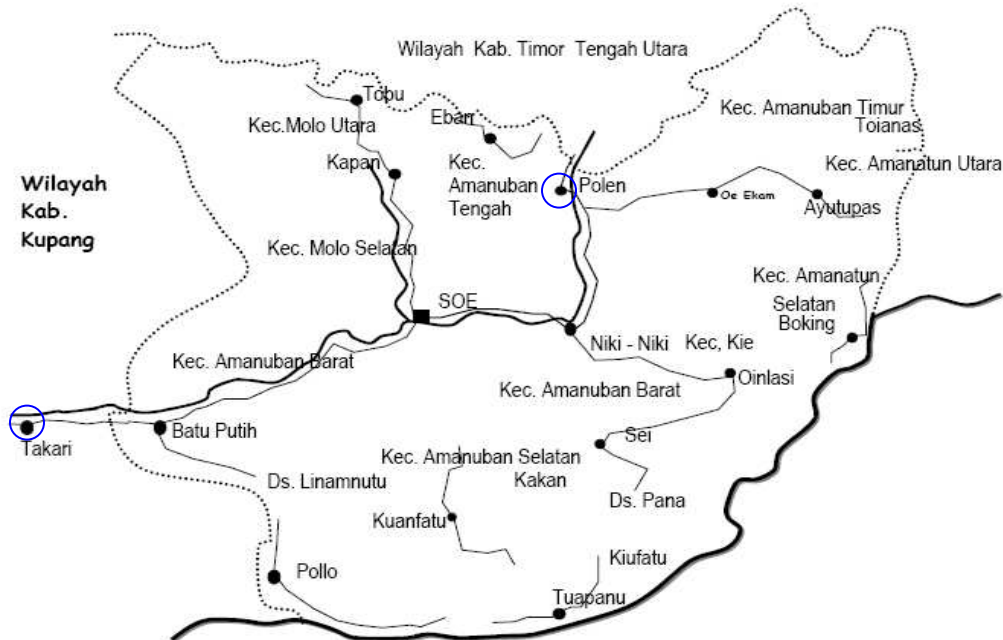 Wilayah Kab. Timor Tengah Utara
Tobu
Kec.Molo Utara
Eban
Kec. Amanuban Timur
Toianas
Kapan
Kec.
Amanuban
Tengah
Polen
Kec. Amanatun Utara
Wilayah
Kab.
Kupang
Oe Ekam
Ayutupas
Kec. Molo Selatan
Kec. Amanatun
Selatan
Boking
SOE
Niki - Niki
Kec, Kie
Kec. Amanuban Barat
Oinlasi
Kec. Amanuban Barat
Takari
Batu Putih
Sei
Kec. Amanuban Selatan
Kakan
Ds. Linamnutu
Ds. Pana
Kuanfatu
Kiufatu
Pollo
Tuapanu